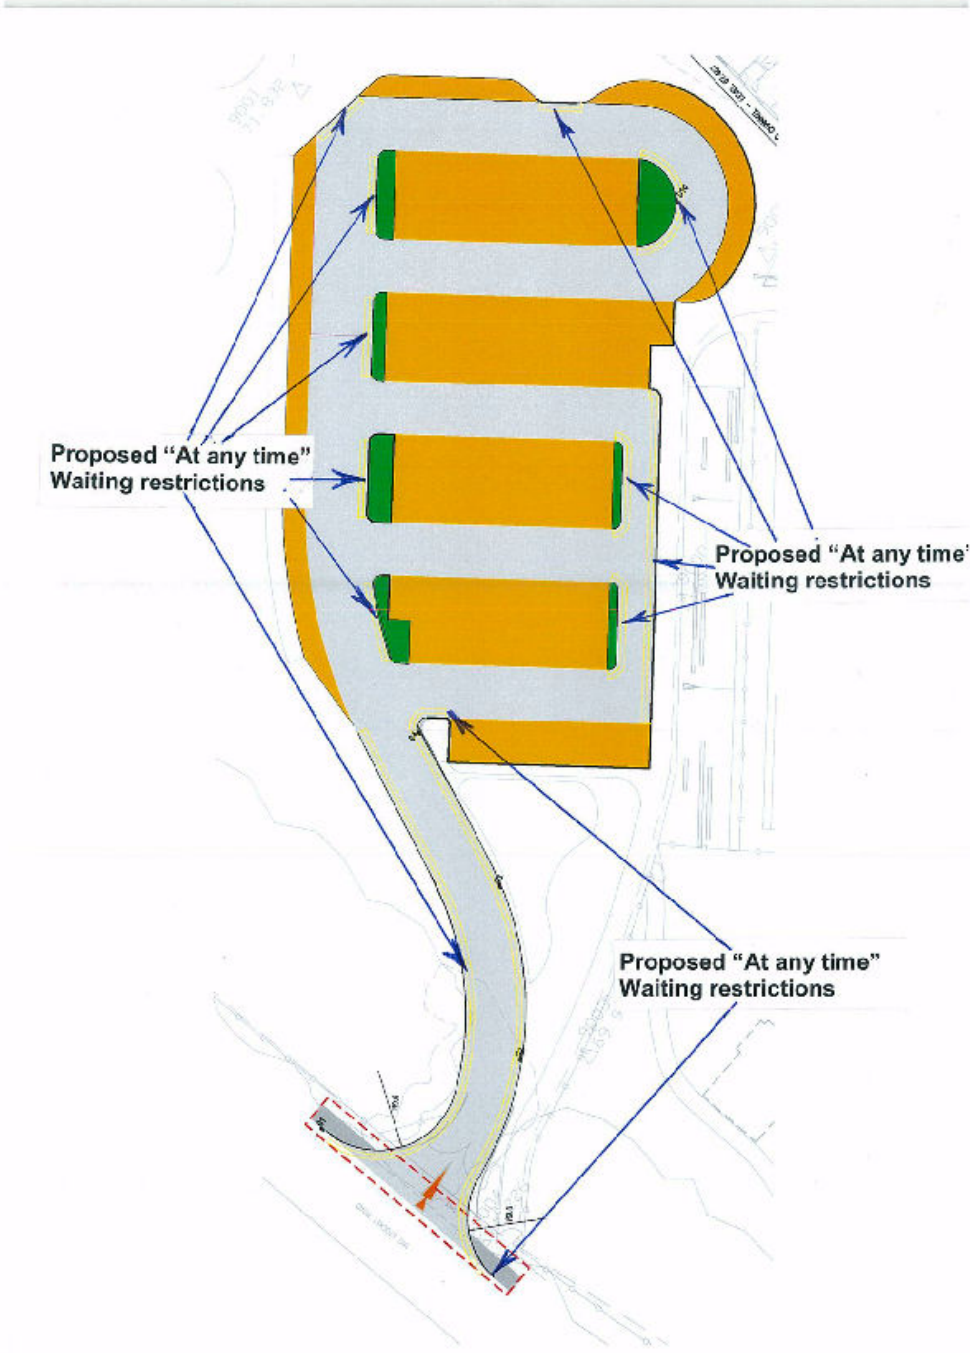 Proposed “At any time”
Waiting restrictions
Proposed “At any time”
Waiting restrictions
Proposed “At any time”
Waiting restrictions